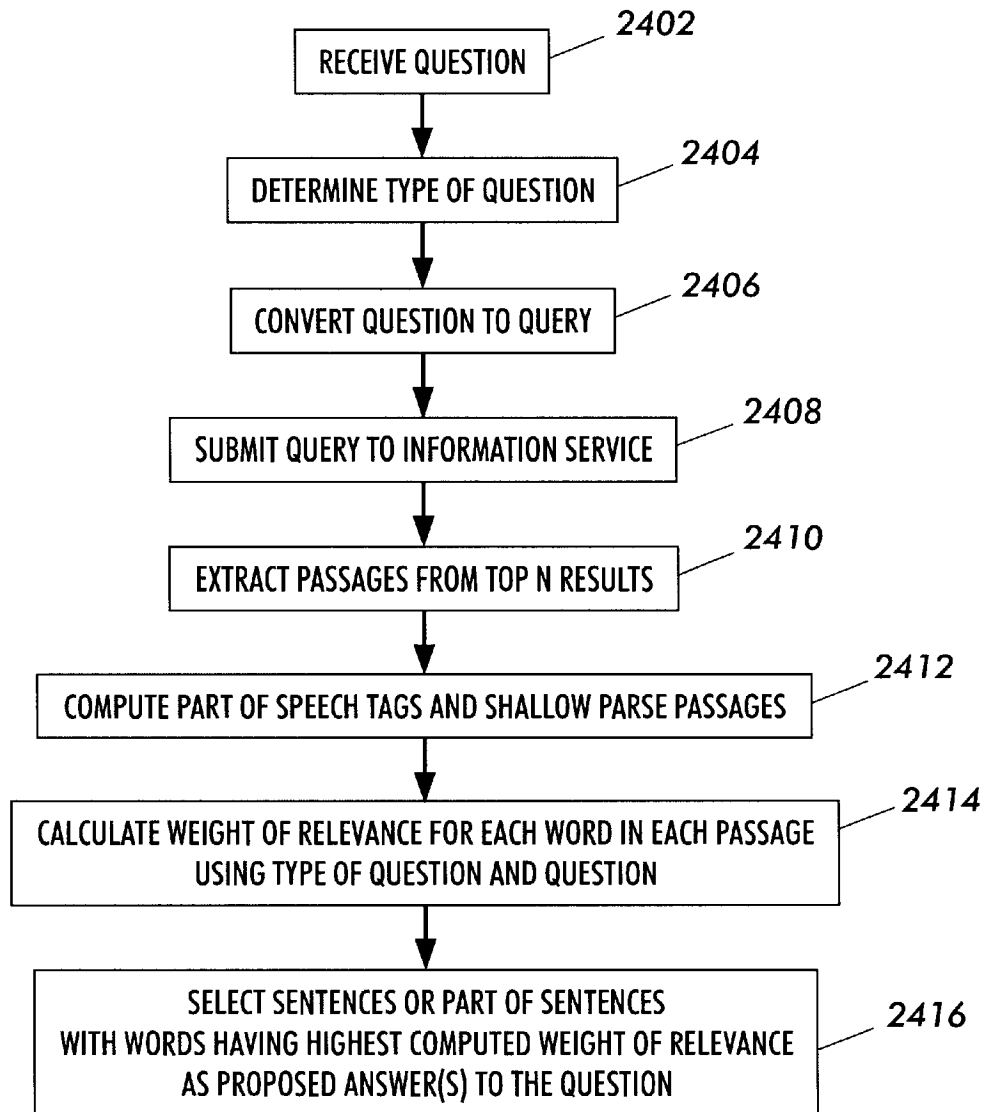 2402
RECEIVE QUESTION
2404
DETERMINE TYPE OF QUESTION
2406
CONVERT QUESTION TO QUERY
2408
SUBMIT QUERY TO INFORMATION SERVICE
2410
EXTRACT PASSAGES FROM TOP N RESULTS
2412
COMPUTE PART OF SPEECH TAGS AND SHALLOW PARSE PASSAGES
2414
CALCULATE WEIGHT OF RELEVANCE FOR EACH WORD IN EACH PASSAGE
USING TYPE OF QUESTION AND QUESTION
SELECT SENTENCES OR PART OF SENTENCES
2416
WITH WORDS HAVING HIGHEST COMPUTED WEIGHT OF RELEVANCE
AS PROPOSED ANSWER(S) TO THE QUESTION